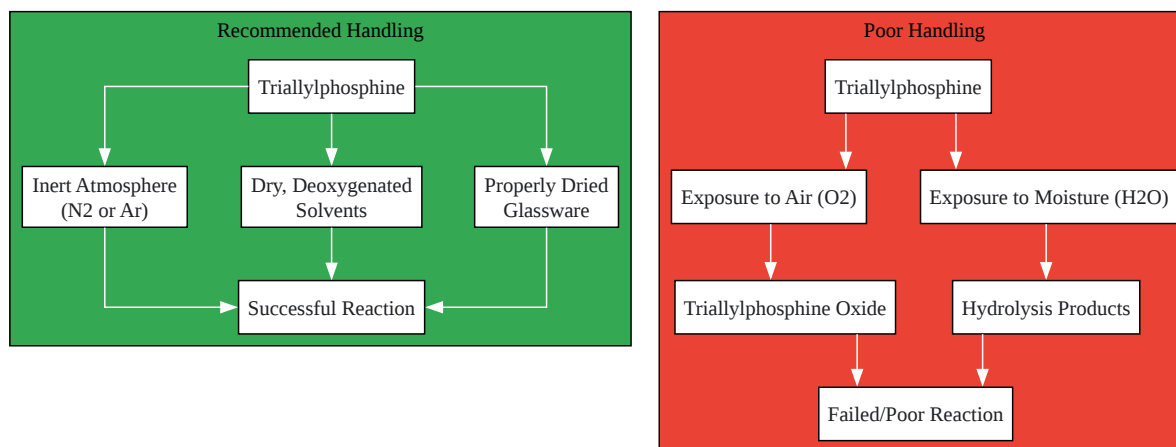 Recommended Handling
Triallylphosphine
Inert Atmosphere
(N2 or Ar)
Dry, Deoxygenated
Solvents
Properly Dried
Glassware
Successful Reaction
Poor Handling
Triallylphosphine
Exposure to Air (O2)
Exposure to Moisture (H2O)
Triallylphosphine Oxide
Hydrolysis Products
Failed/Poor Reaction